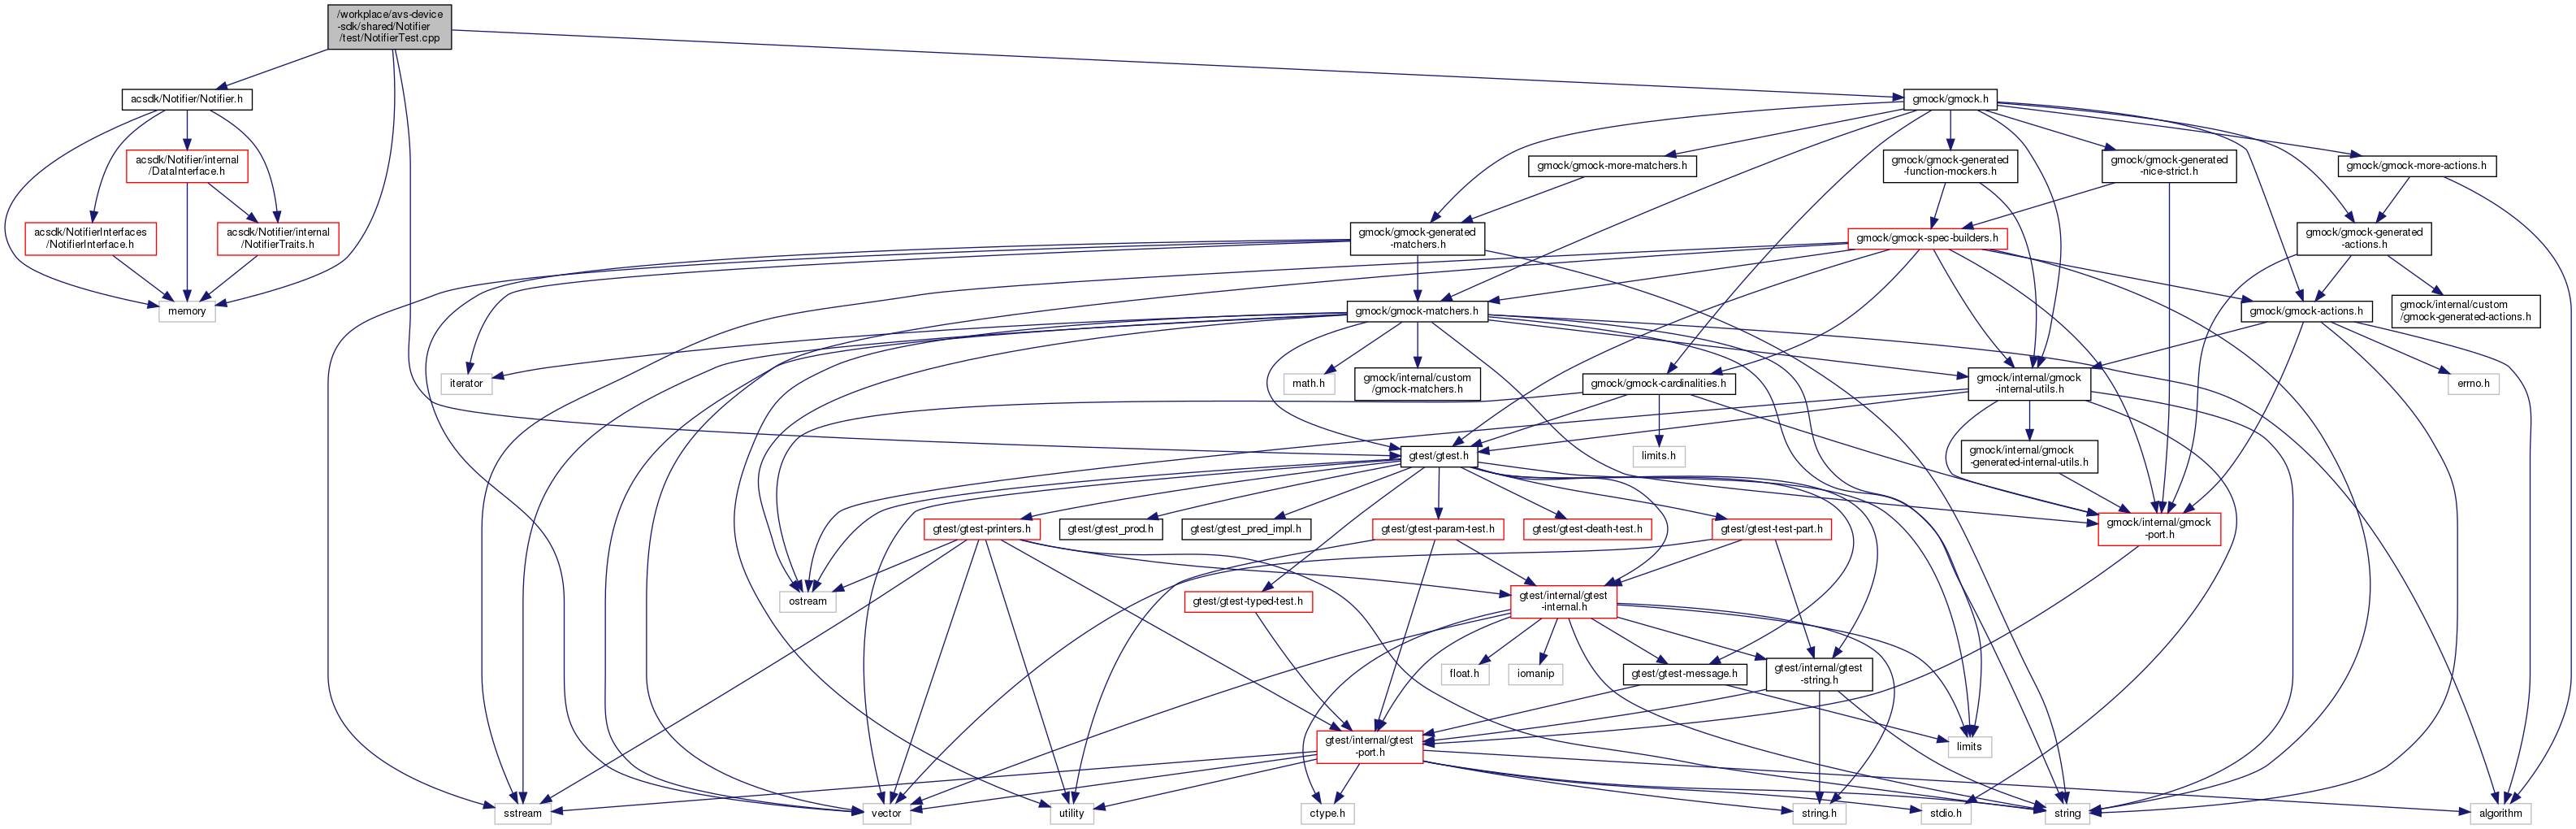 /workplace/avs-device
-sdk/shared/Notifier
/test/NotifierTest.cpp
acsdk/Notifier/Notifier.h
gmock/gmock.h
acsdk/Notifier/internal
/DataInterface.h
gmock/gmock-more-matchers.h
gmock/gmock-generated
-function-mockers.h
gmock/gmock-generated
-nice-strict.h
gmock/gmock-more-actions.h
acsdk/NotifierInterfaces
/NotifierInterface.h
acsdk/Notifier/internal
/NotifierTraits.h
gmock/gmock-generated
-matchers.h
gmock/gmock-spec-builders.h
gmock/gmock-generated
-actions.h
memory
gmock/gmock-matchers.h
gmock/gmock-actions.h
gmock/internal/custom
/gmock-generated-actions.h
iterator
math.h
gmock/internal/custom
/gmock-matchers.h
gmock/gmock-cardinalities.h
gmock/internal/gmock
-internal-utils.h
errno.h
gtest/gtest.h
limits.h
gmock/internal/gmock
-generated-internal-utils.h
gtest/gtest-printers.h
gtest/gtest_prod.h
gtest/gtest_pred_impl.h
gtest/gtest-param-test.h
gtest/gtest-death-test.h
gtest/gtest-test-part.h
gmock/internal/gmock
-port.h
ostream
gtest/gtest-typed-test.h
gtest/internal/gtest
-internal.h
float.h
iomanip
gtest/gtest-message.h
gtest/internal/gtest
-string.h
gtest/internal/gtest
-port.h
limits
sstream
vector
utility
ctype.h
string.h
stdio.h
string
algorithm